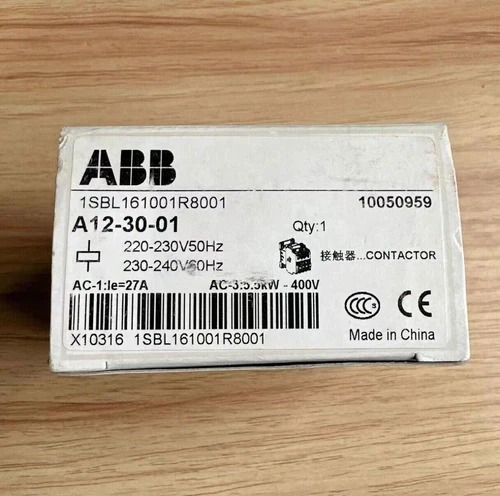 ABB
1SBL161001R8001 10050959
A12-30-01 Qty:1
220-230V50Hz
230-240V60Hz 接触器...CONTACTOR
AC-1:Ie=27A AC-3:5.5kW - 400V
CCC
X10316 1SBL161001R8001 Made in China